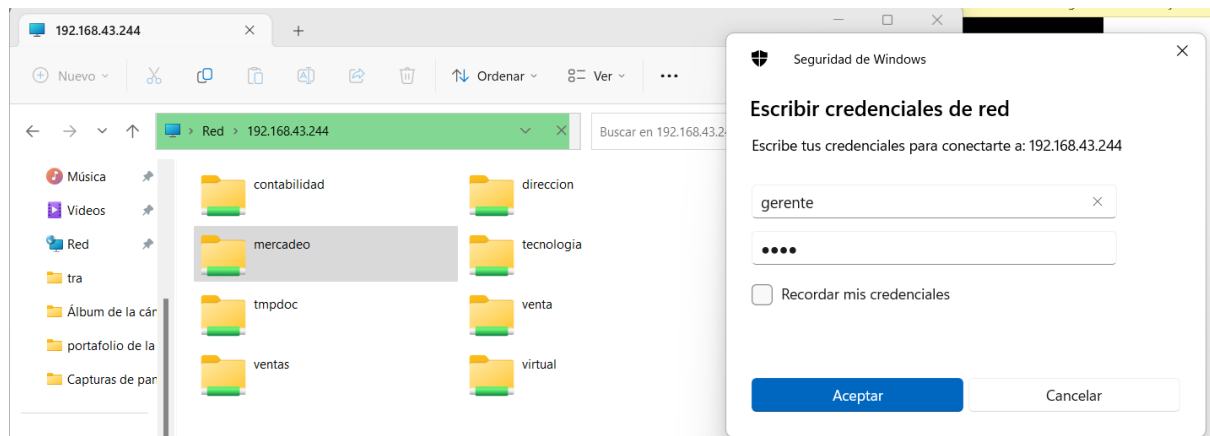 192.168.43.244
Nuevo
Ordenar
Ver
Red > 192.168.43.244
Buscar en 192.168.43.2
Música
Videos
Red
tra
Álbum de la cár
portafolio de la
Capturas de pan
contabilidad
direccion
mercadeo
tecnologia
tmpdoc
venta
ventas
virtual
Seguridad de Windows
Escribir credenciales de red
Escribe tus credenciales para conectarte a: 192.168.43.244
gerente
••••
Recordar mis credenciales
Aceptar
Cancelar